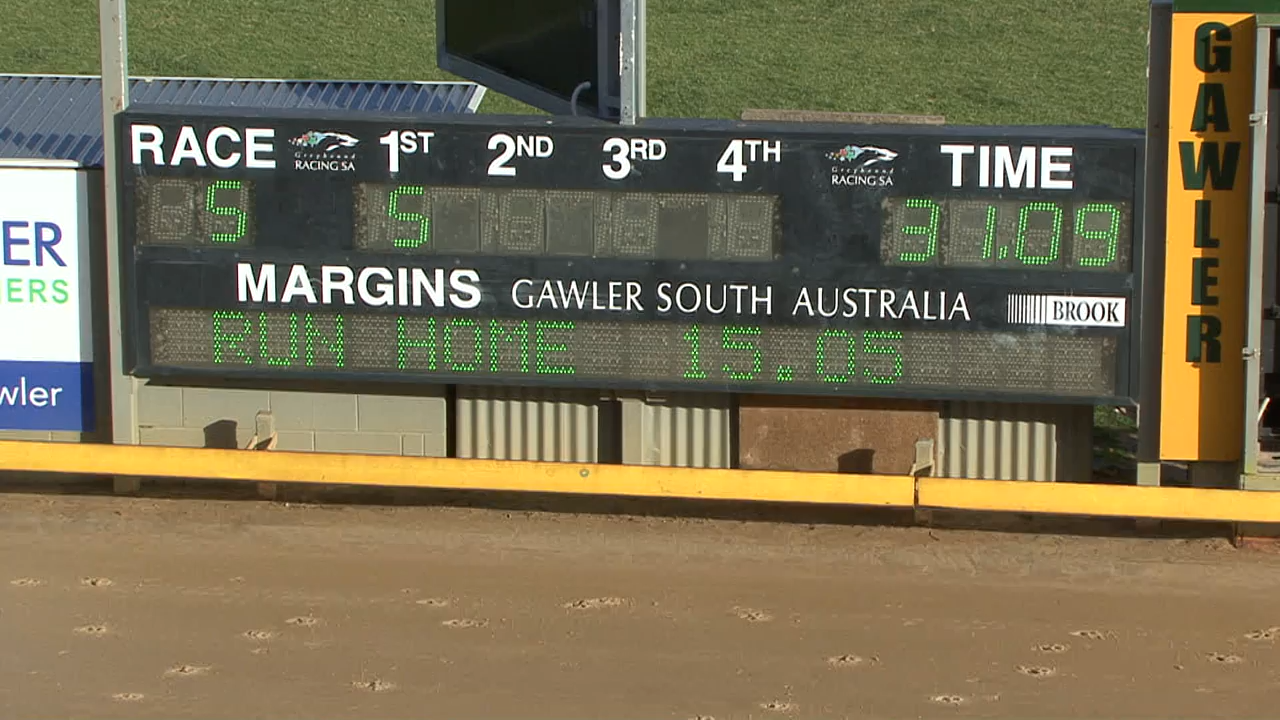 RACE Greyhound RACING SA 1ST 2ND 3RD 4TH Greyhound RACING SA TIME
5 5 31.09
MARGINS GAWLER SOUTH AUSTRALIA BROOK
RUN HOME 15.05
GAWLER
ER
ERS
wler